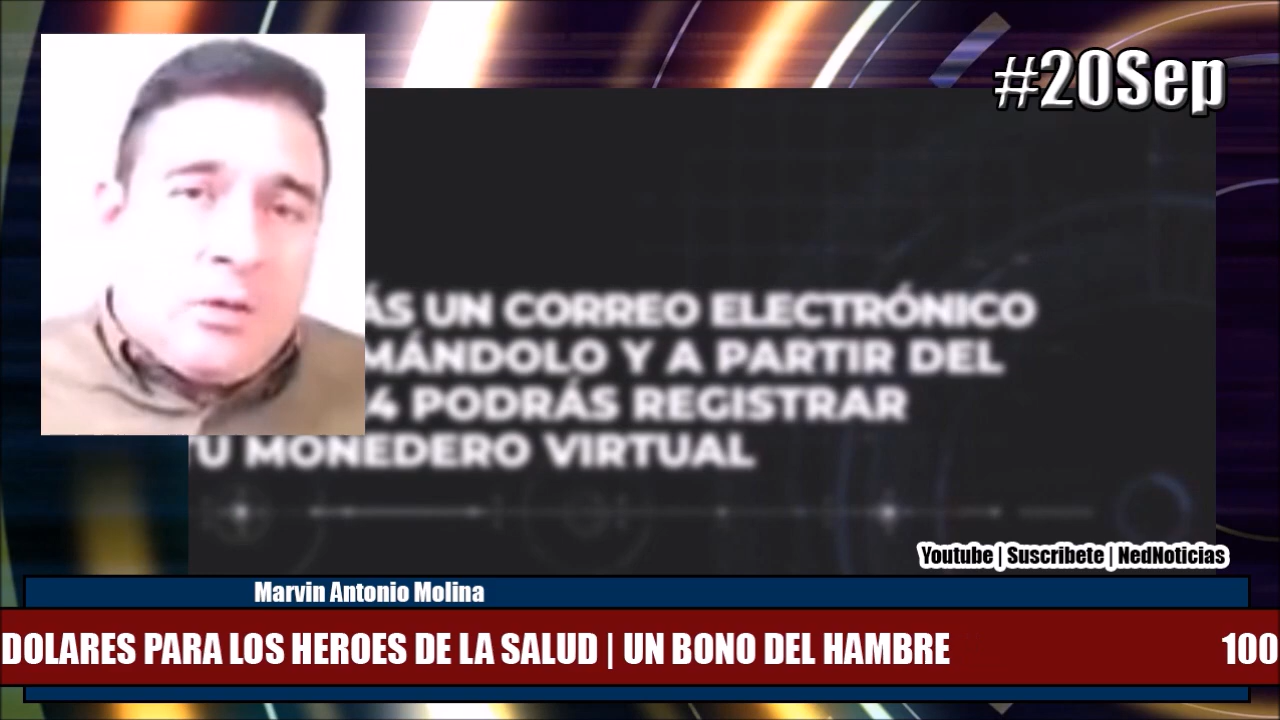 #20Sep
ÁS UN CORREO ELECTRÓNICO
MÁNDOLO Y A PARTIR DEL
4 PODRÁS REGISTRAR
U MONEDERO VIRTUAL
Youtube | Suscribete | NedNoticias
Marvin Antonio Molina
DOLARES PARA LOS HEROES DE LA SALUD | UN BONO DEL HAMBRE 100